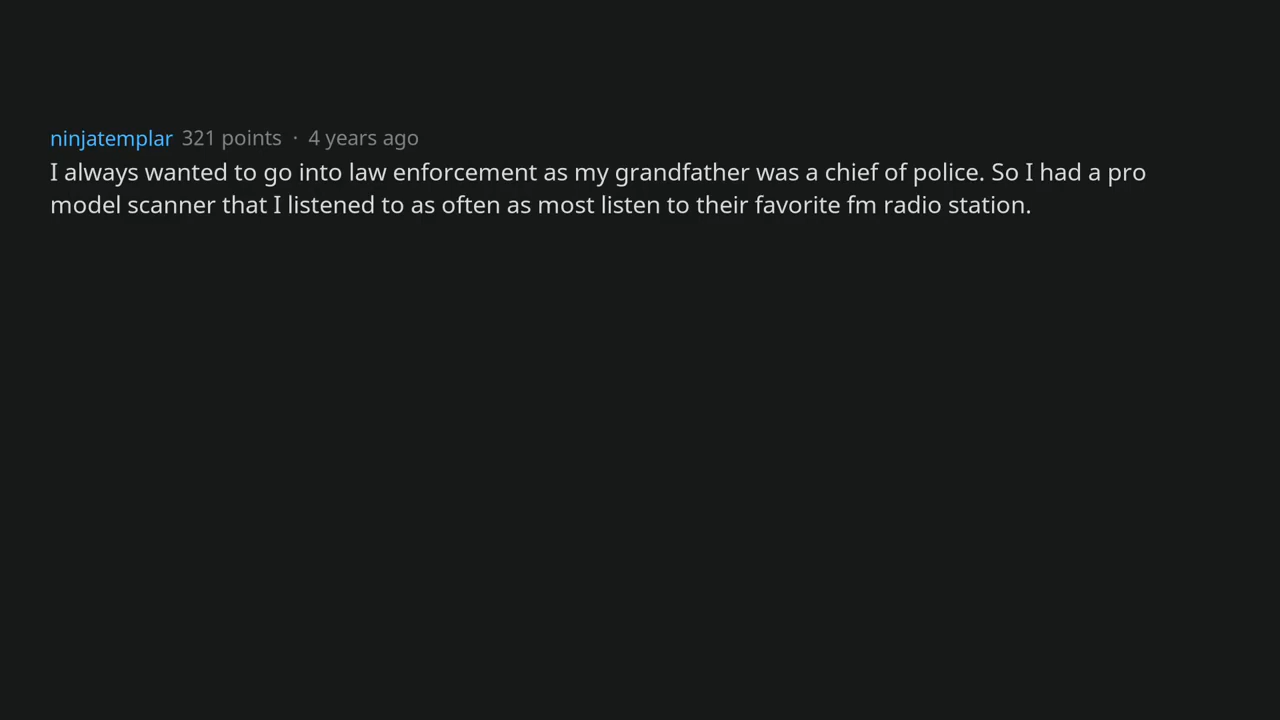 ninjatemplar 321 points · 4 years ago
I always wanted to go into law enforcement as my grandfather was a chief of police. So I had a pro
model scanner that I listened to as often as most listen to their favorite fm radio station.